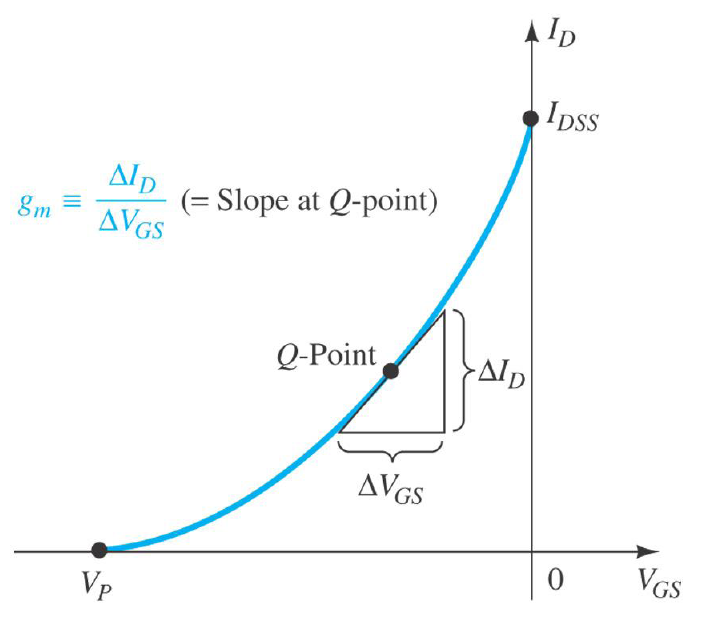 I_D
I_DSS
g_m ≡ ΔI_D / ΔV_GS (= Slope at Q-point)
Q-Point
ΔI_D
ΔV_GS
V_P
0
V_GS